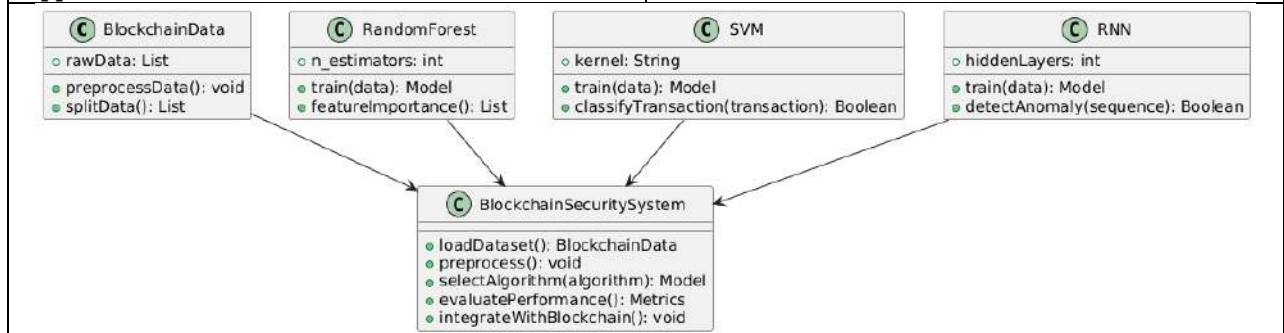 C BlockchainData
rawData: List
preprocessData(): void
splitData(): List
C RandomForest
n_estimators: int
train(data): Model
featureImportance(): List
C SVM
kernel: String
train(data): Model
classifyTransaction(transaction): Boolean
C RNN
hiddenLayers: int
train(data): Model
detectAnomaly(sequence): Boolean
C BlockchainSecuritySystem
loadDataset(): BlockchainData
preprocess(): void
selectAlgorithm(algorithm): Model
evaluatePerformance(): Metrics
integrateWithBlockchain(): void